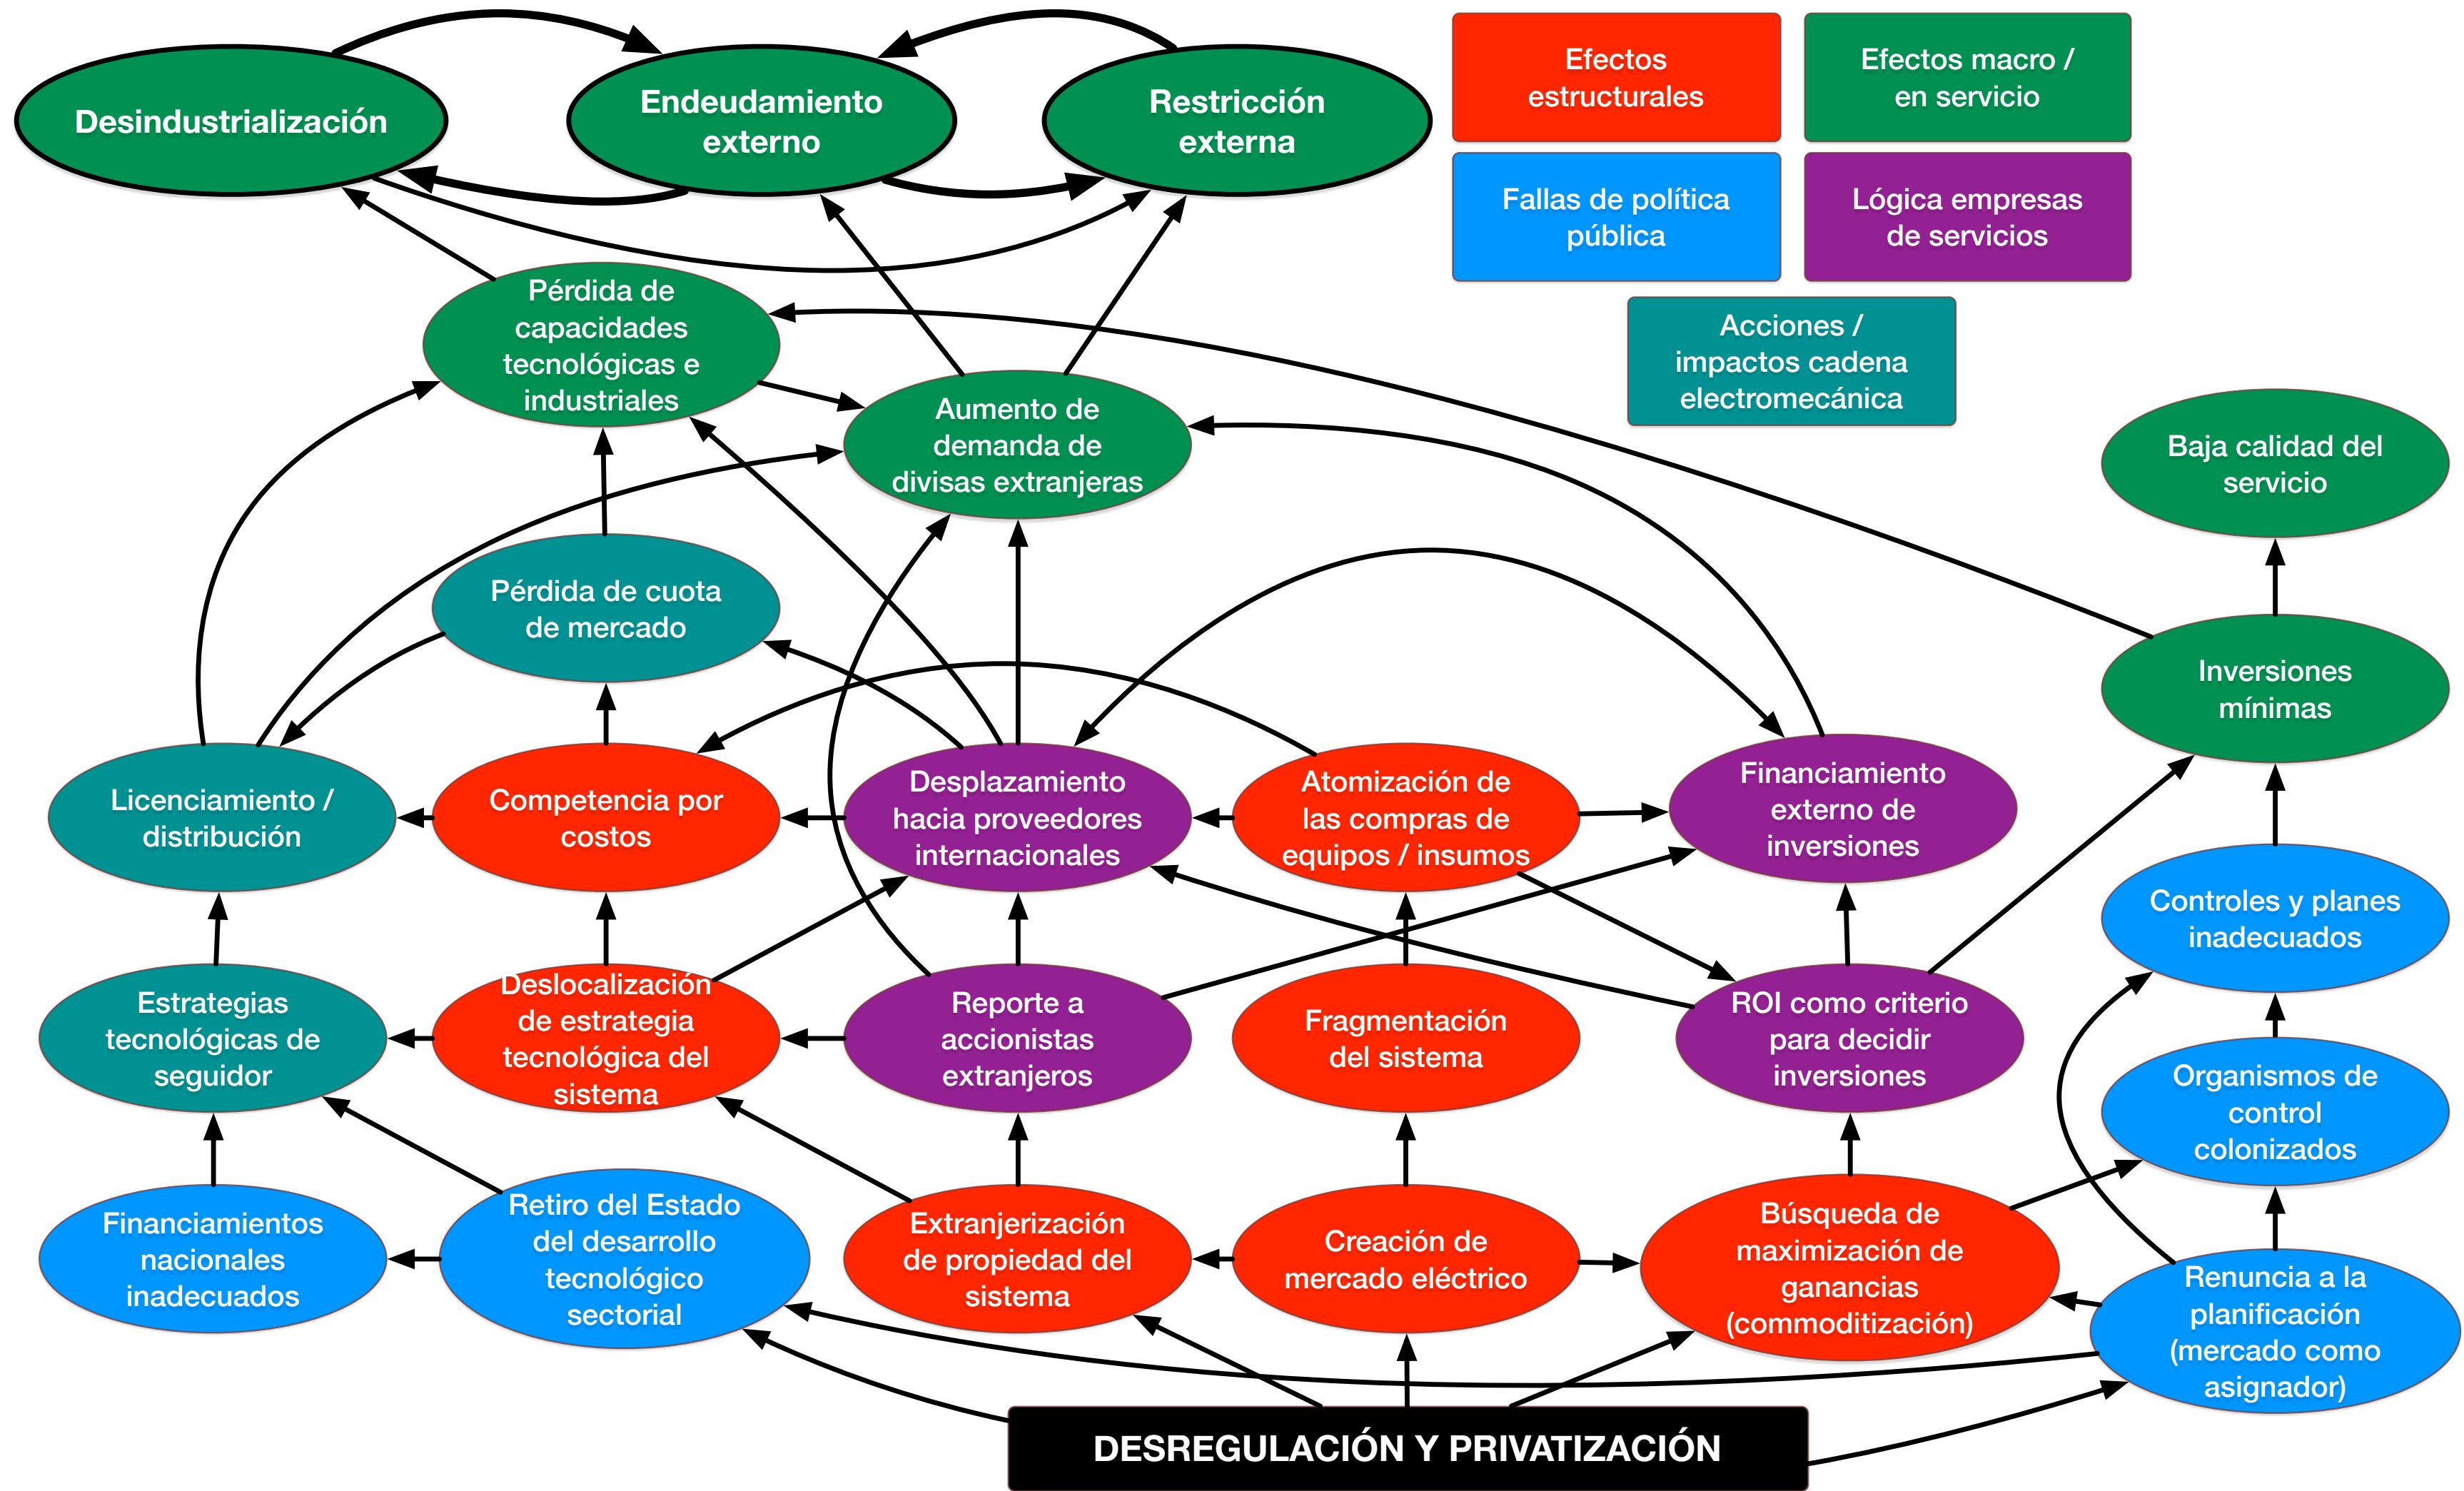 Desindustrialización
Endeudamiento
externo
Restricción
externa
Efectos
estructurales
Efectos macro /
en servicio
Fallas de política
pública
Lógica empresas
de servicios
Acciones /
impactos cadena
electromecánica
Pérdida de
capacidades
tecnológicas e
industriales
Aumento de
demanda de
divisas extranjeras
Baja calidad del
servicio
Pérdida de cuota
de mercado
Inversiones
mínimas
Licenciamiento /
distribución
Competencia por
costos
Desplazamiento
hacia proveedores
internacionales
Atomización de
las compras de
equipos / insumos
Financiamiento
externo de
inversiones
Controles y planes
inadecuados
Estrategias
tecnológicas de
seguidor
Deslocalización
de estrategia
tecnológica del
sistema
Reporte a
accionistas
extranjeros
Fragmentación
del sistema
ROI como criterio
para decidir
inversiones
Organismos de
control
colonizados
Financiamientos
nacionales
inadecuados
Retiro del Estado
del desarrollo
tecnológico
sectorial
Extranjerización
de propiedad del
sistema
Creación de
mercado eléctrico
Búsqueda de
maximización de
ganancias
(commoditización)
Renuncia a la
planificación
(mercado como
asignador)
DESREGULACIÓN Y PRIVATIZACIÓN